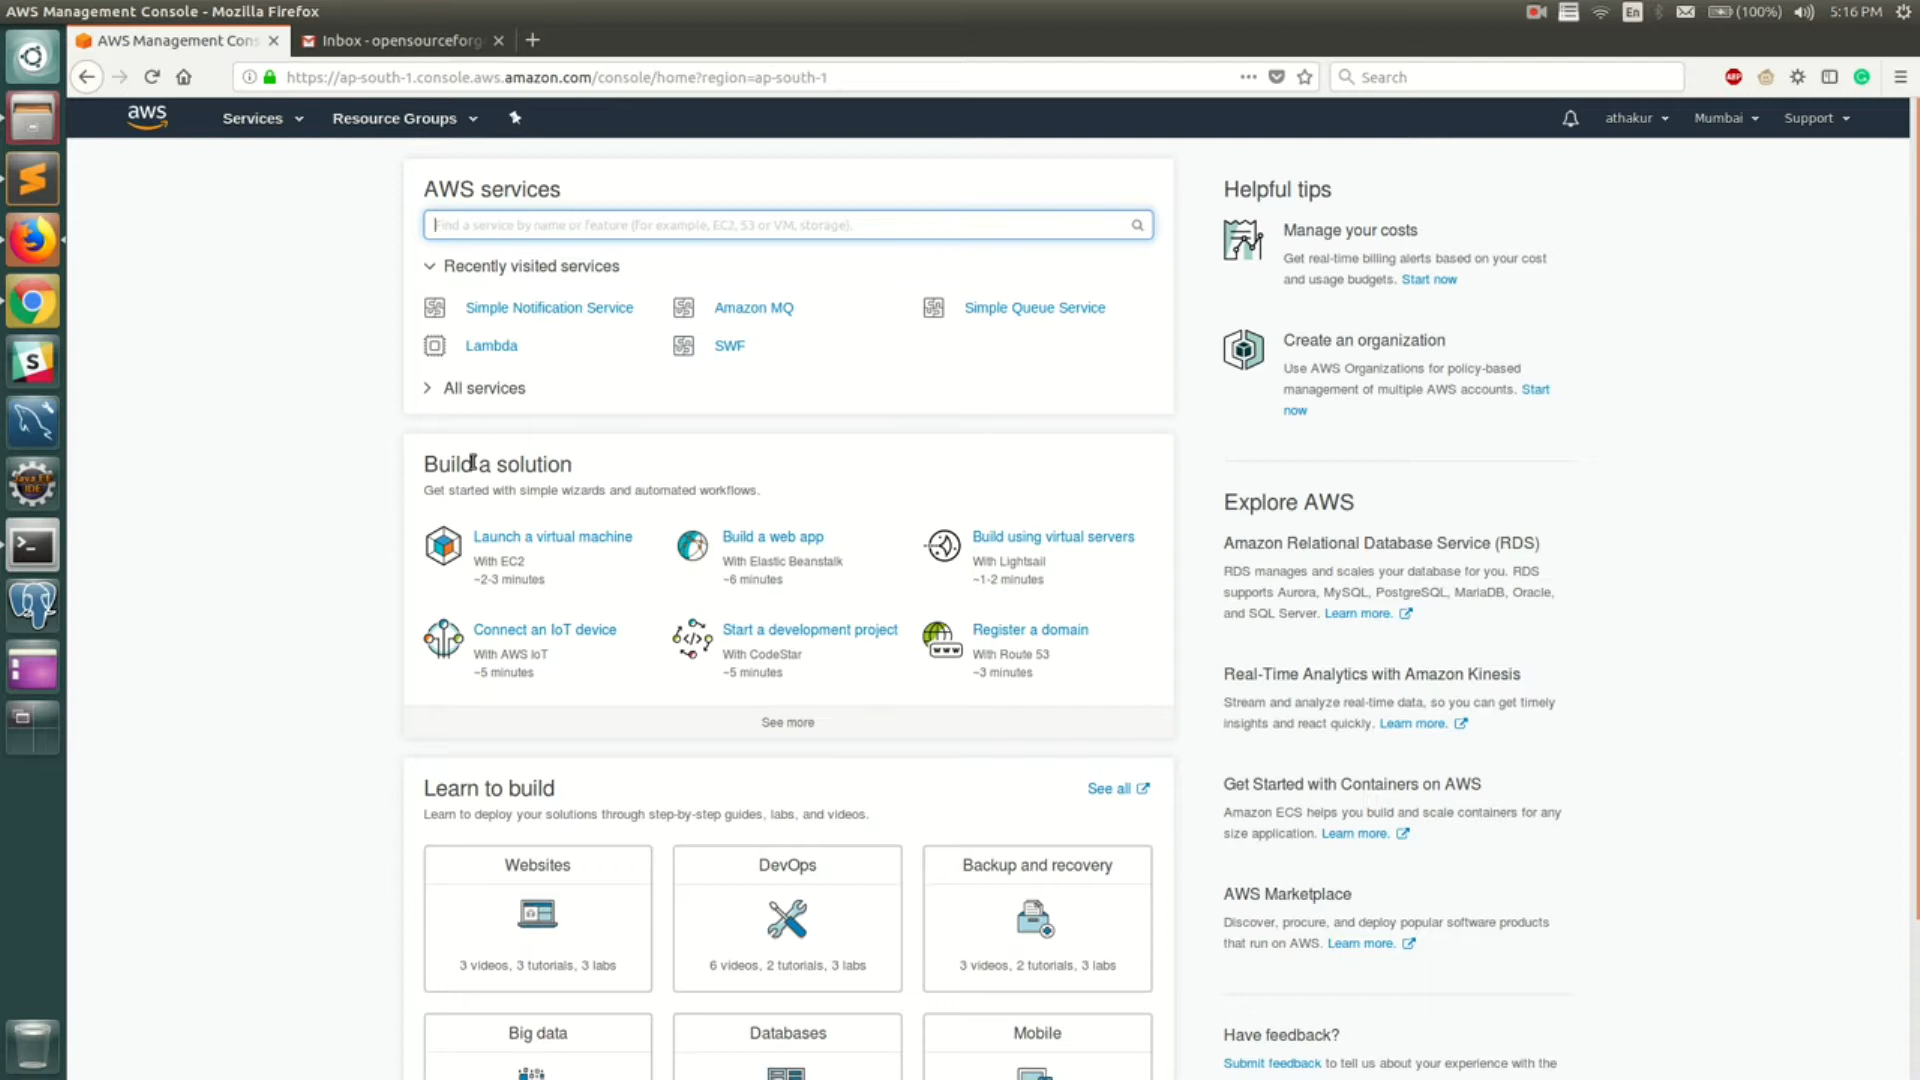 AWS Management Console - Mozilla Firefox
En
(100%)
5:16 PM
AWS Management Cons
Inbox - opensourceforg
https://ap-south-1.console.aws.amazon.com/console/home?region=ap-south-1
Search
ABP
aws
Services
Resource Groups
athakur
Mumbai
Support
AWS services
Find a service by name or feature (for example, EC2, S3 or VM, storage).
Recently visited services
Simple Notification Service
Amazon MQ
Simple Queue Service
Lambda
SWF
All services
Build a solution
Get started with simple wizards and automated workflows.
Launch a virtual machine
With EC2
~2-3 minutes
Build a web app
With Elastic Beanstalk
~6 minutes
Build using virtual servers
With Lightsail
~1-2 minutes
Connect an IoT device
With AWS IoT
~5 minutes
Start a development project
With CodeStar
~5 minutes
Register a domain
With Route 53
~3 minutes
See more
Learn to build
See all
Learn to deploy your solutions through step-by-step guides, labs, and videos.
Websites
3 videos, 3 tutorials, 3 labs
DevOps
6 videos, 2 tutorials, 3 labs
Backup and recovery
3 videos, 2 tutorials, 3 labs
Big data
Databases
Mobile
Helpful tips
Manage your costs
Get real-time billing alerts based on your cost
and usage budgets. Start now
Create an organization
Use AWS Organizations for policy-based
management of multiple AWS accounts. Start
now
Explore AWS
Amazon Relational Database Service (RDS)
RDS manages and scales your database for you. RDS
supports Aurora, MySQL, PostgreSQL, MariaDB, Oracle,
and SQL Server. Learn more.
Real-Time Analytics with Amazon Kinesis
Stream and analyze real-time data, so you can get timely
insights and react quickly. Learn more.
Get Started with Containers on AWS
Amazon ECS helps you build and scale containers for any
size application. Learn more.
AWS Marketplace
Discover, procure, and deploy popular software products
that run on AWS. Learn more.
Have feedback?
Submit feedback to tell us about your experience with the
Java EE
IDE